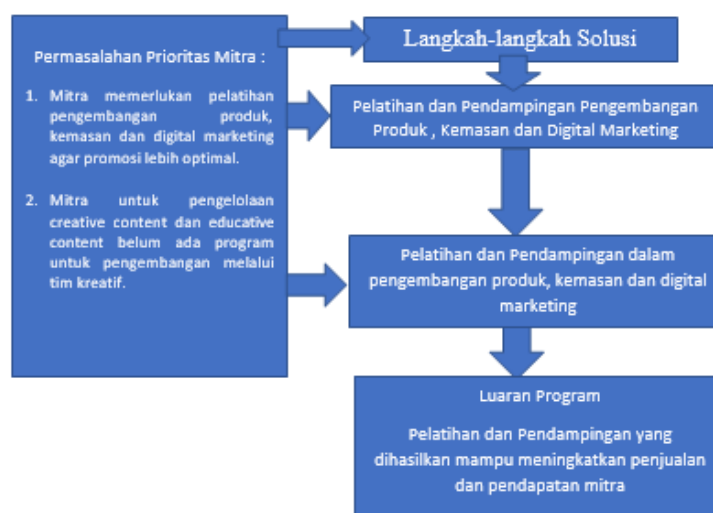 Permasalahan Prioritas Mitra :
1. Mitra memerlukan pelatihan
pengembangan produk,
kemasan dan digital marketing
agar promosi lebih optimal.
2. Mitra untuk pengelolaan
creative content dan educative
content belum ada program
untuk pengembangan melalui
tim kreatif.
Langkah-langkah Solusi
Pelatihan dan Pendampingan Pengembangan
Produk , Kemasan dan Digital Marketing
Pelatihan dan Pendampingan dalam
pengembangan produk, kemasan dan digital
marketing
Luaran Program
Pelatihan dan Pendampingan yang
dihasilkan mampu meningkatkan penjualan
dan pendapatan mitra